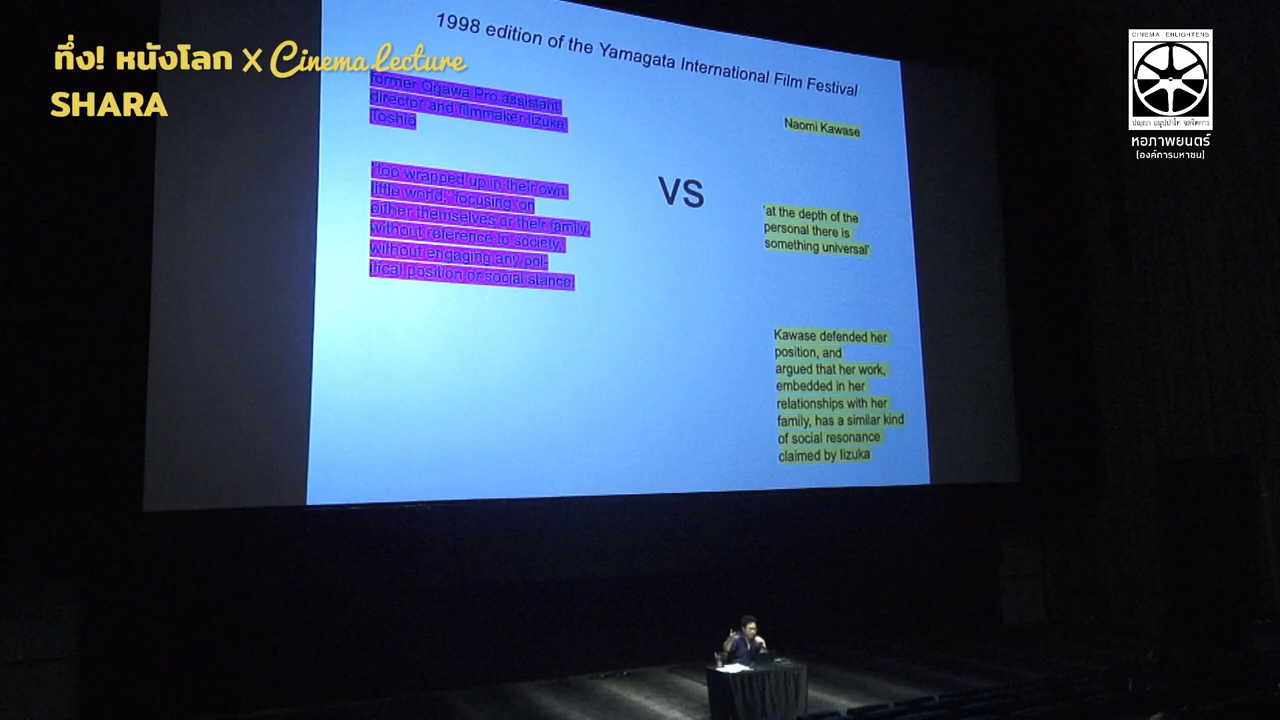 ทึ่ง! หนังโลก X Cinema Lecture
SHARA
1998 edition of the Yamagata International Film Festival
former Ogawa Pro assistant
director and filmmaker Iizuka
Toshio
'too wrapped up in their own
little world,' focusing 'on
either themselves or their family,
without reference to society,
without engaging any pol-
itical position or social stance.'
VS
Naomi Kawase
'at the depth of the
personal there is
something universal'
Kawase defended her
position, and
argued that her work,
embedded in her
relationships with her
family, has a similar kind
of social resonance
claimed by Iizuka
CINEMA ENLIGHTENS
หอภาพยนตร์
(องค์การมหาชน)